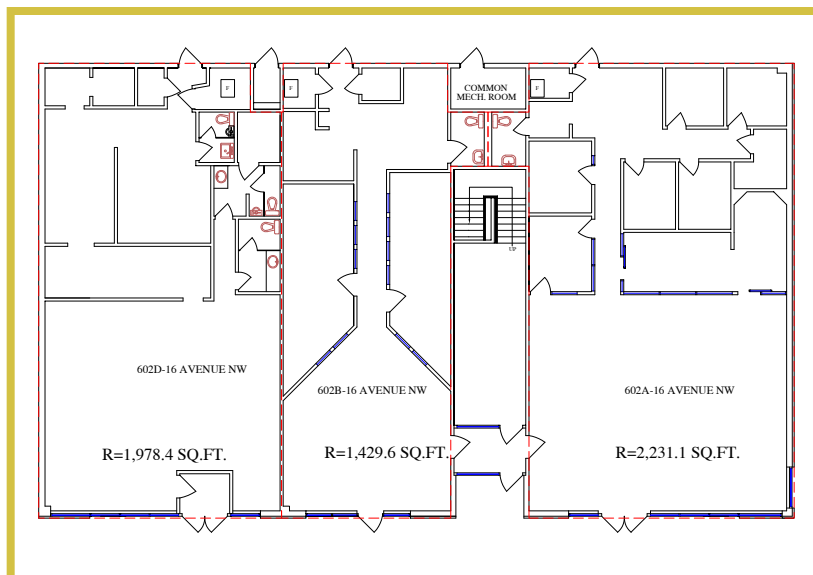 F
F
COMMON
MECH. ROOM
F
UP
602D-16 AVENUE NW
602B-16 AVENUE NW
602A-16 AVENUE NW
R=1,978.4 SQ.FT.
R=1,429.6 SQ.FT.
R=2,231.1 SQ.FT.